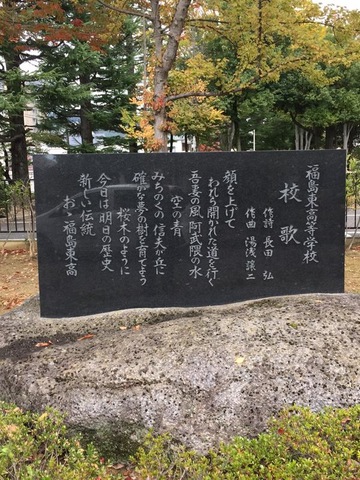 福島東高等学校
校歌
作詩 長田 弘
作曲 湯浅 譲二
顔を上げて
われら開かれた道を行く
吾妻の風 阿武隈の水
空の青
みちのくの 信夫が丘に
確かな夢の樹を育てよう
桜木のように
今日は明日の歴史
新しい伝統
おゝ福島東高